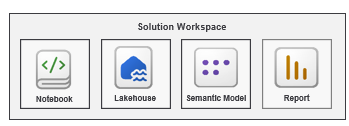 Solution Workspace
Notebook
Lakehouse
Semantic Model
Report